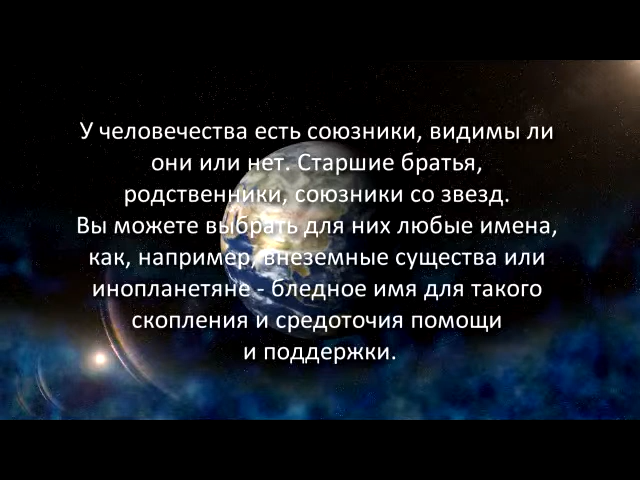 У человечества есть союзники, видимы ли
они или нет. Старшие братья,
родственники, союзники со звезд.
Вы можете выбрать для них любые имена,
как, например, внеземные существа или
инопланетяне - бледное имя для такого
скопления и средоточия помощи
и поддержки.